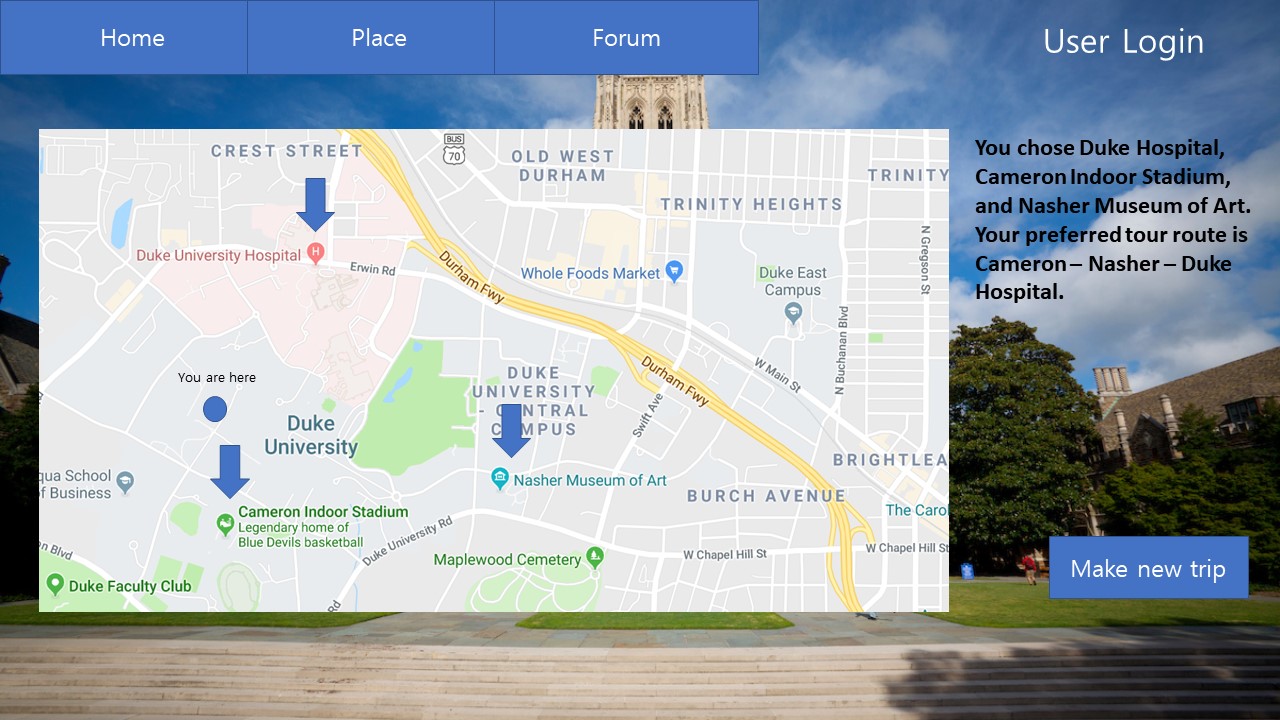 Home
Place
Forum
User Login
You chose Duke Hospital,
Cameron Indoor Stadium,
and Nasher Museum of Art.
Your preferred tour route is
Cameron – Nasher – Duke
Hospital.
CREST STREET
BUS
70
OLD WEST
DURHAM
TRINITY
TRINITY HEIGHTS
N Gregson St
Duke University Hospital
H
Erwin Rd
Durham Fwy
Whole Foods Market
Duke East
Campus
N Buchanan Blvd
W Main St
Durham Fwy
You are here
DUKE
UNIVERSITY
Swift Ave
Duke
University
BRIGHTLEA
qua School
f Business
Nasher Museum of Art
BURCH AVENUE
The Carol
Cameron Indoor Stadium
Legendary home of
Blue Devils basketball
Duke University Rd
W Chapel Hill St
W Chapel Hill St
n Blvd
Maplewood Cemetery
Duke Faculty Club
Rd
Make new trip